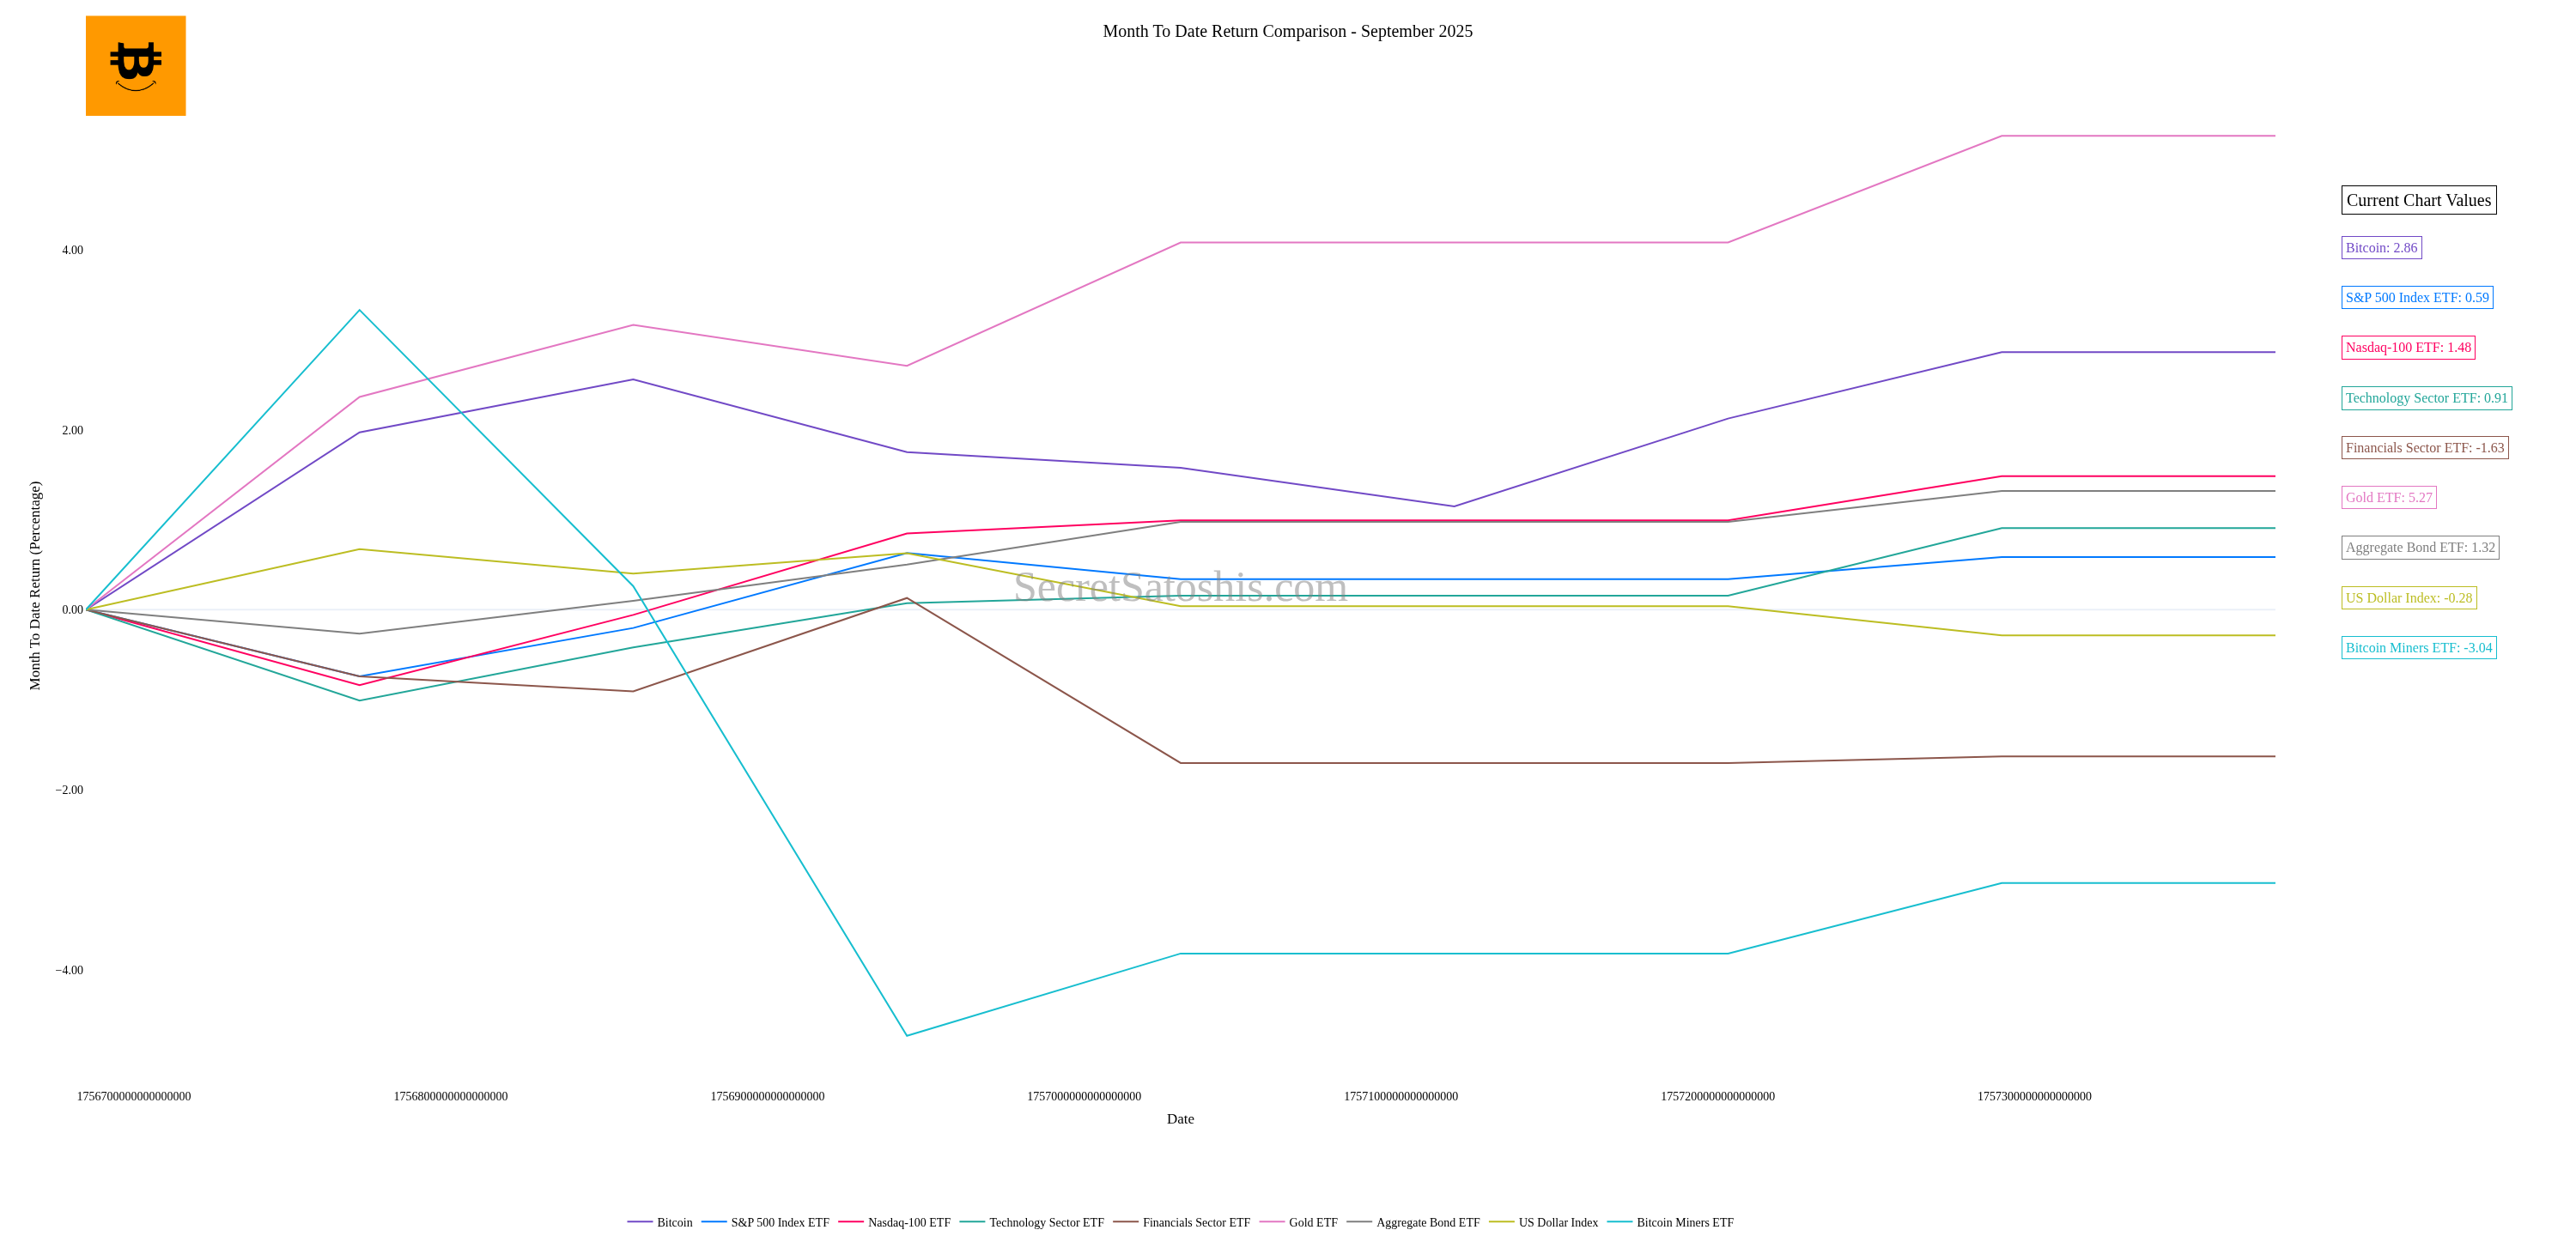 Month To Date Return Comparison - September 2025
Current Chart Values
Bitcoin: 2.86
S&P 500 Index ETF: 0.59
Nasdaq-100 ETF: 1.48
Technology Sector ETF: 0.91
Financials Sector ETF: -1.63
Gold ETF: 5.27
Aggregate Bond ETF: 1.32
US Dollar Index: -0.28
Bitcoin Miners ETF: -3.04
Month To Date Return (Percentage)
4.00
2.00
0.00
−2.00
−4.00
SecretSatoshis.com
1756700000000000000 1756800000000000000 1756900000000000000 1757000000000000000 1757100000000000000 1757200000000000000 1757300000000000000
Date
Bitcoin S&P 500 Index ETF Nasdaq-100 ETF Technology Sector ETF Financials Sector ETF Gold ETF Aggregate Bond ETF US Dollar Index Bitcoin Miners ETF